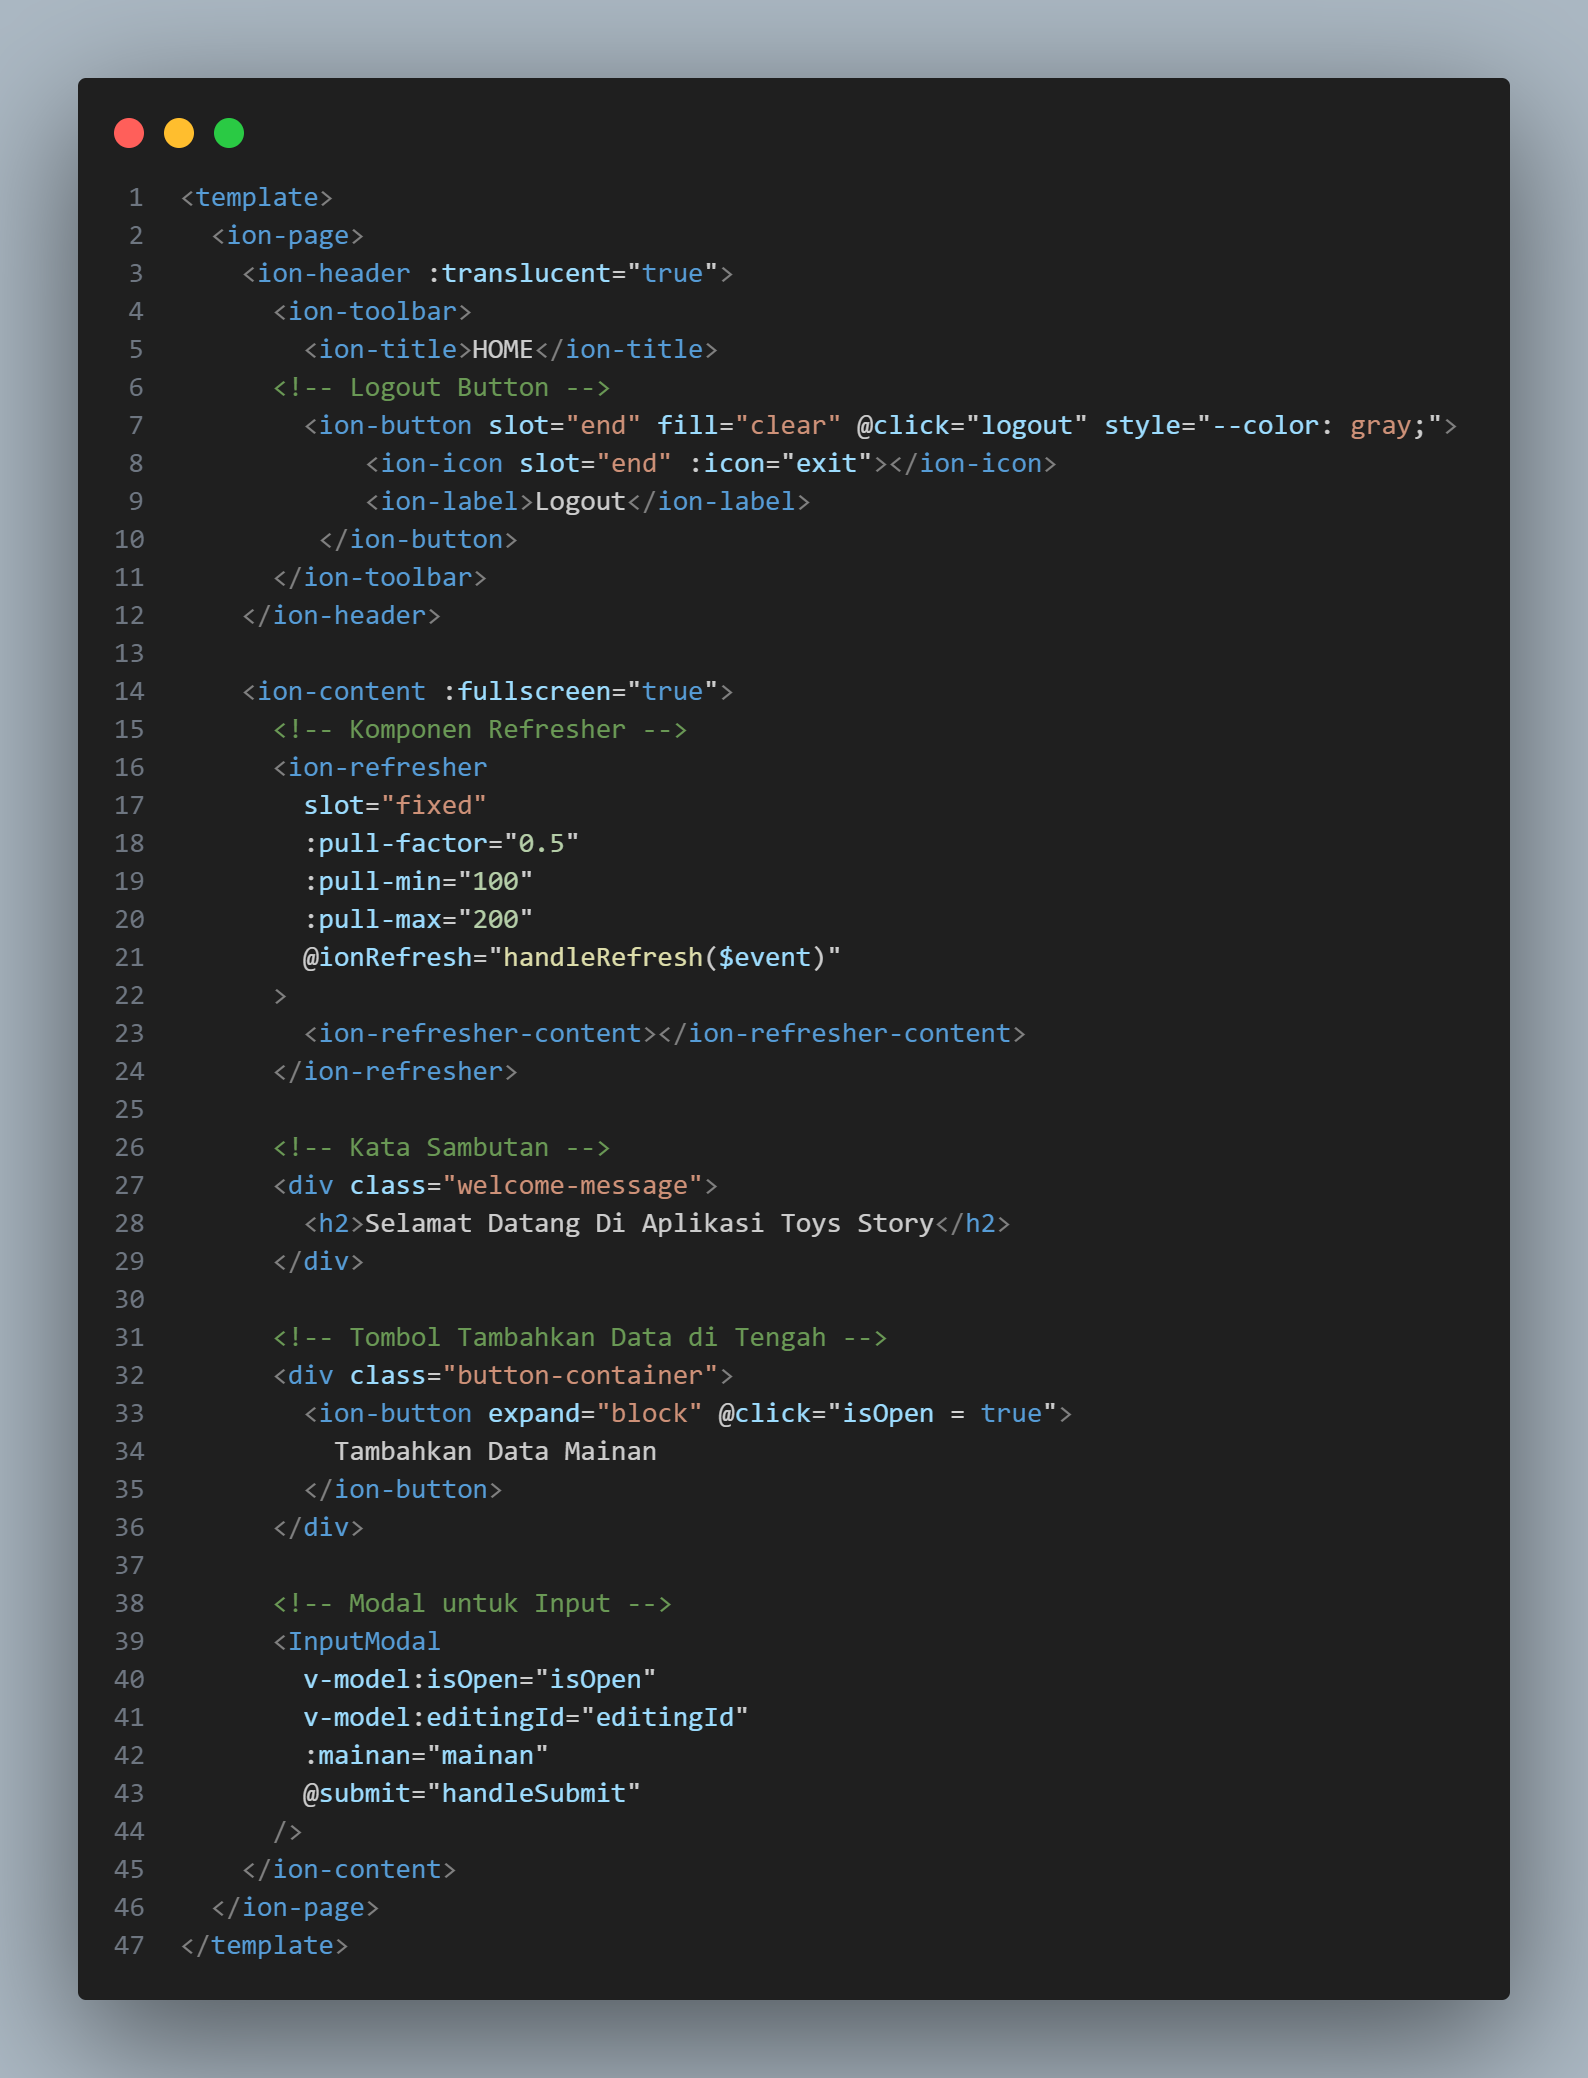 1 <template>
2   <ion-page>
3     <ion-header :translucent="true">
4       <ion-toolbar>
5         <ion-title>HOME</ion-title>
6       <!-- Logout Button -->
7         <ion-button slot="end" fill="clear" @click="logout" style="--color: gray;">
8             <ion-icon slot="end" :icon="exit"></ion-icon>
9             <ion-label>Logout</ion-label>
10          </ion-button>
11       </ion-toolbar>
12     </ion-header>
13
14     <ion-content :fullscreen="true">
15       <!-- Komponen Refresher -->
16       <ion-refresher
17         slot="fixed"
18         :pull-factor="0.5"
19         :pull-min="100"
20         :pull-max="200"
21         @ionRefresh="handleRefresh($event)"
22       >
23         <ion-refresher-content></ion-refresher-content>
24       </ion-refresher>
25
26       <!-- Kata Sambutan -->
27       <div class="welcome-message">
28         <h2>Selamat Datang Di Aplikasi Toys Story</h2>
29       </div>
30
31       <!-- Tombol Tambahkan Data di Tengah -->
32       <div class="button-container">
33         <ion-button expand="block" @click="isOpen = true">
34           Tambahkan Data Mainan
35         </ion-button>
36       </div>
37
38       <!-- Modal untuk Input -->
39       <InputModal
40         v-model:isOpen="isOpen"
41         v-model:editingId="editingId"
42         :mainan="mainan"
43         @submit="handleSubmit"
44       />
45     </ion-content>
46   </ion-page>
47 </template>